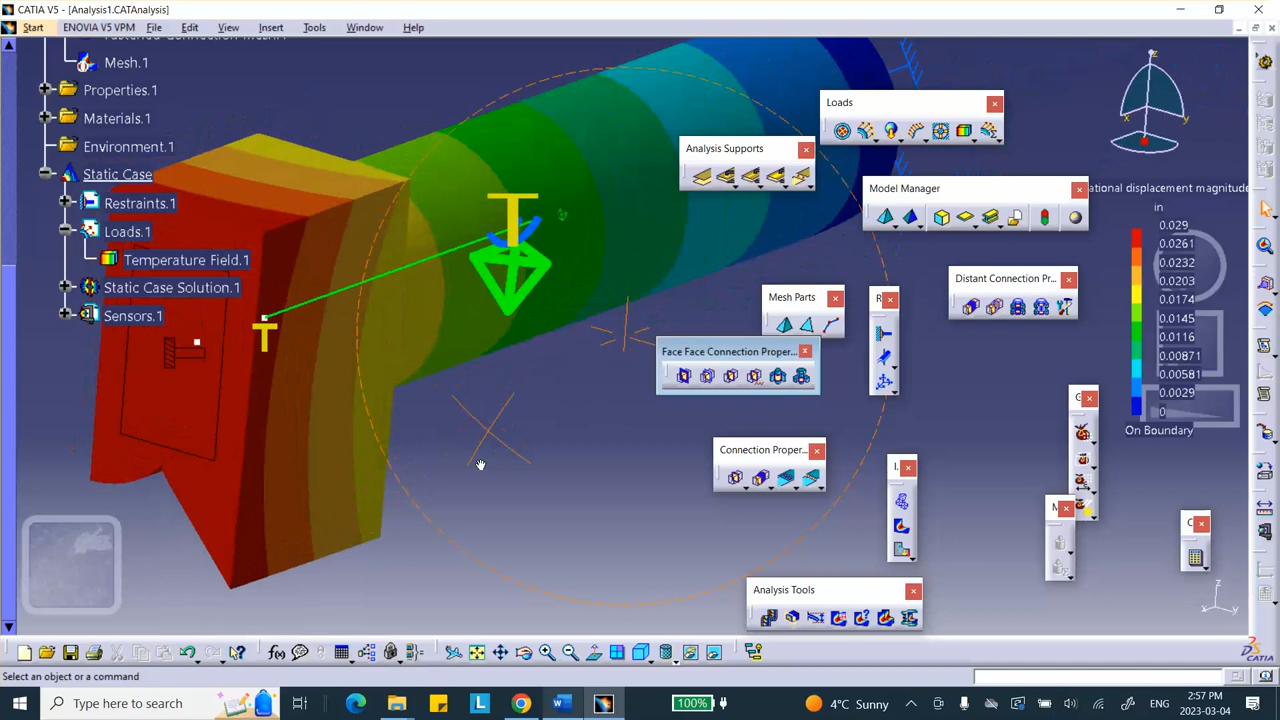 CATIA V5 - [Analysis1.CATAnalysis]
Start ENOVIA V5 VPM File Edit View Insert Tools Window Help
Mesh.1
Properties.1
Materials.1
Environment.1
Static Case
Restraints.1
Loads.1
Temperature Field.1
Static Case Solution.1
Sensors.1
T
T
Loads
Analysis Supports
Model Manager
ational displacement magnitude
in
0.029
0.0261
0.0232
0.0203
0.0174
0.0145
0.0116
0.00871
0.00581
0.0029
0
On Boundary
z
x
y
Distant Connection Pr...
Mesh Parts
R
Face Face Connection Proper...
Connection Proper...
I.
M
C
Analysis Tools
z
x
y
f(x)
CATIA
Select an object or a command
Type here to search
L
W
100%
4°C Sunny
ENG
2:57 PM
2023-03-04